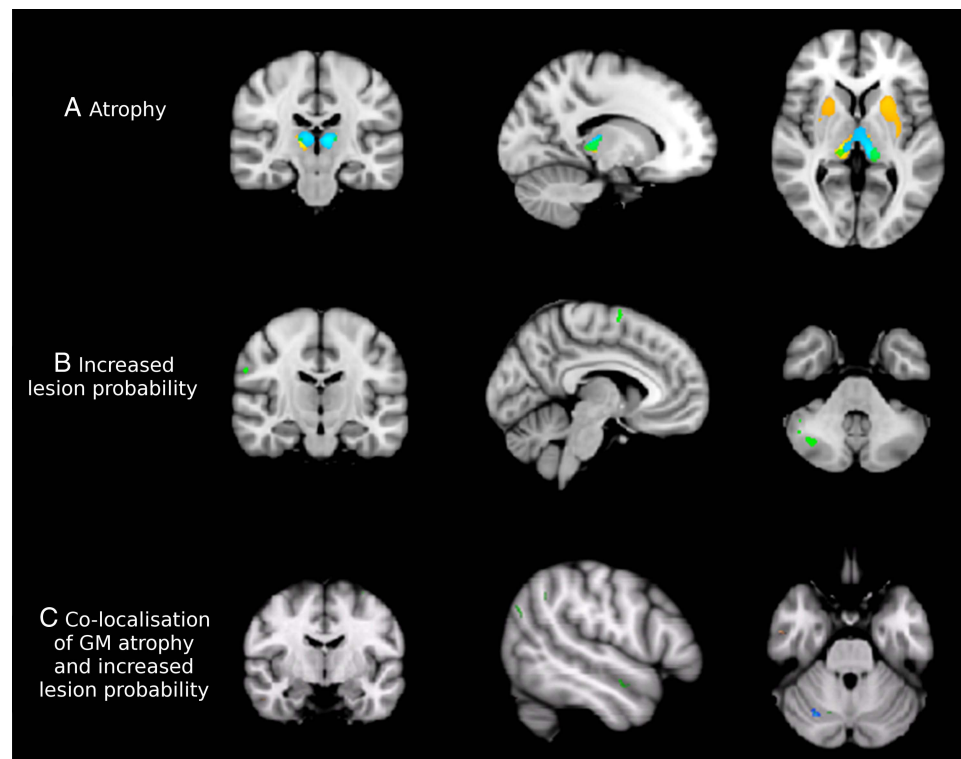 A Atrophy
B Increased
lesion probability
C Co-localisation
of GM atrophy
and increased
lesion probability